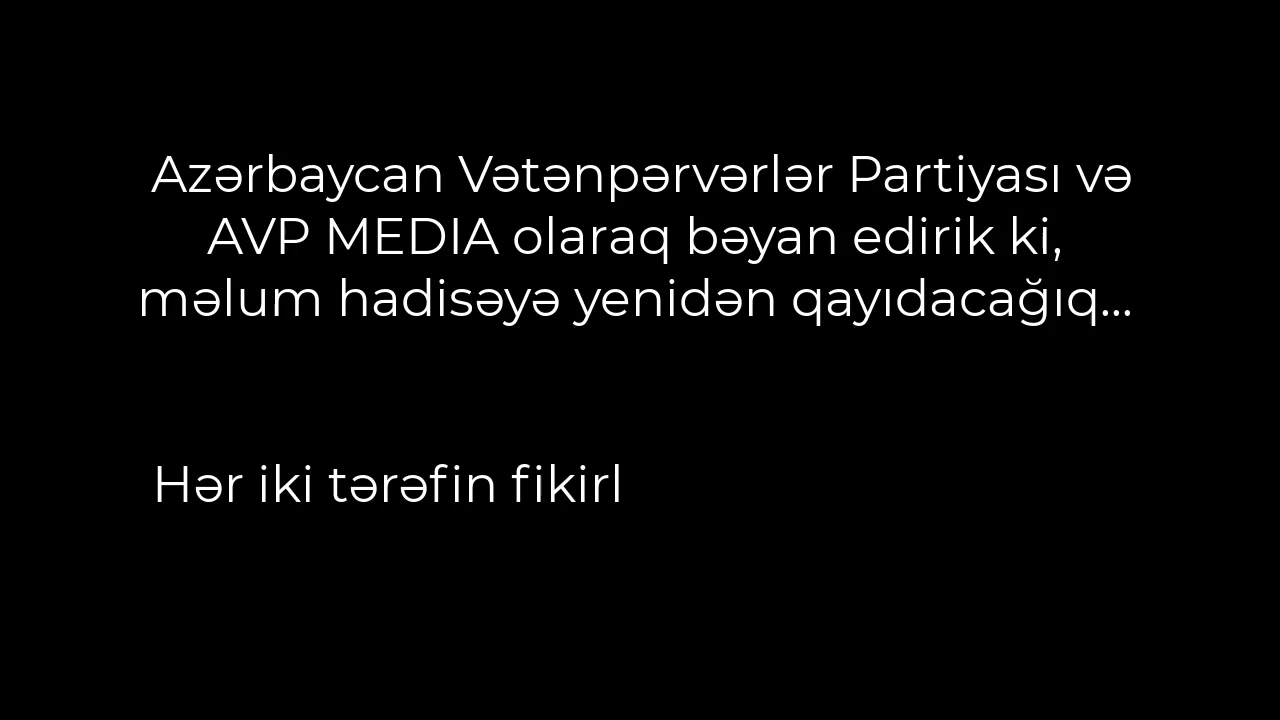 Azərbaycan Vətənpərvərlər Partiyası və
AVP MEDIA olaraq bəyan edirik ki,
məlum hadisəyə yenidən qayıdacağıq...
Hər iki tərəfin fikirl